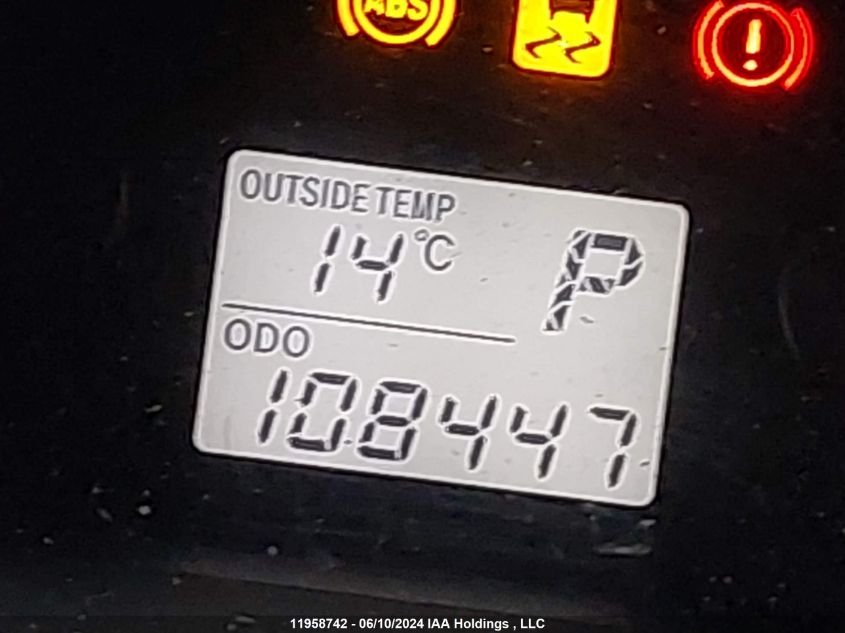 ABS
OUTSIDE TEMP
14°C
P
ODO
108447
11958742 - 06/10/2024 IAA Holdings , LLC